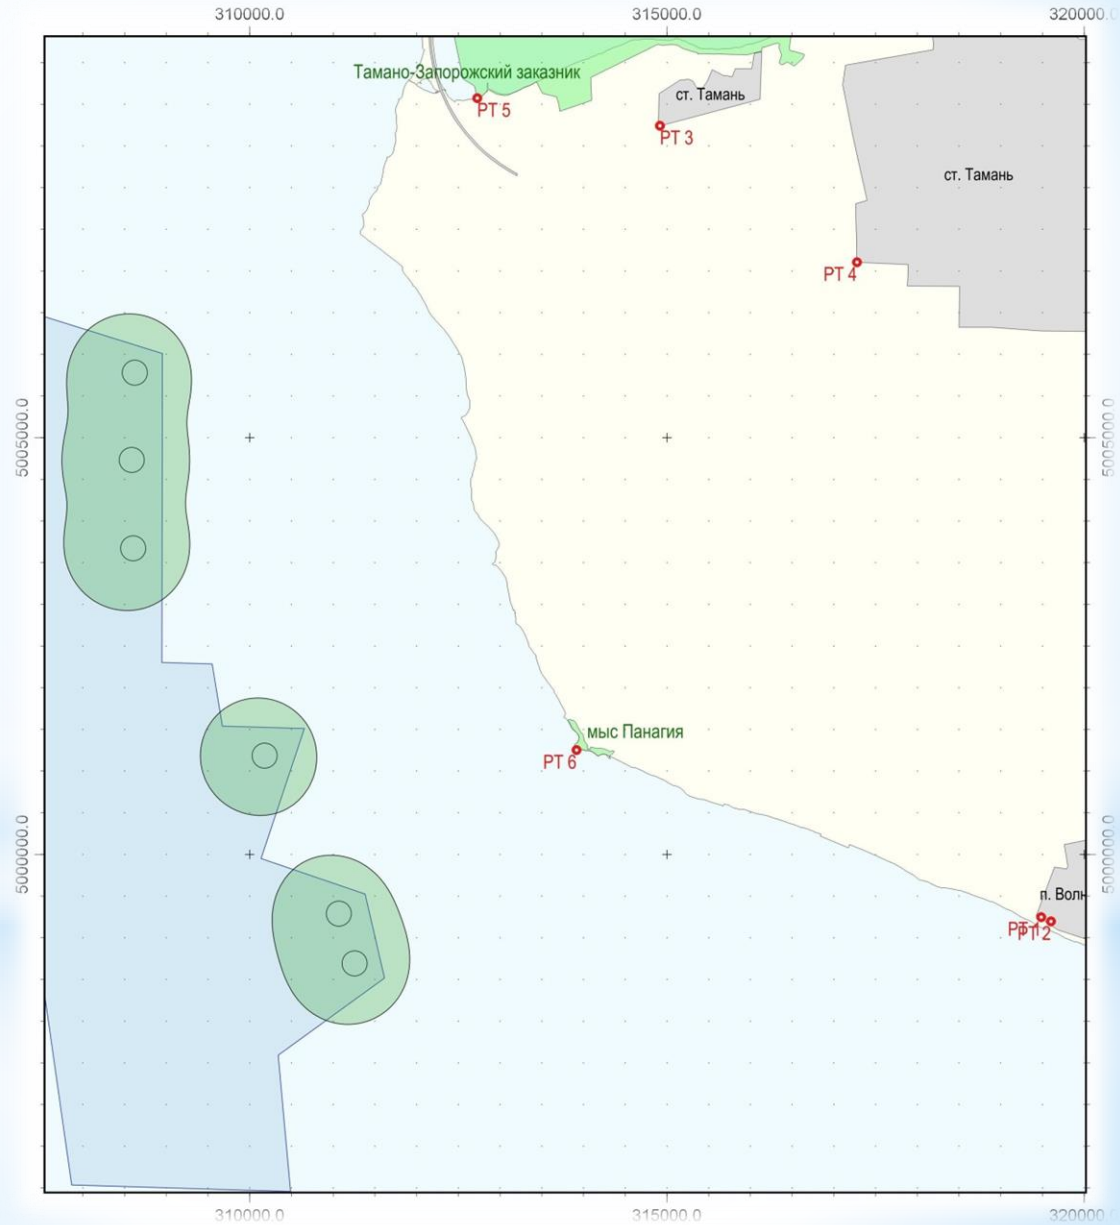 310000.0
315000.0
320000.0
Тамано-Запорожский заказник
РТ 5
ст. Тамань
РТ 3
ст. Тамань
РТ 4
5005000.0
5005000.0
мыс Панагия
РТ 6
5000000.0
5000000.0
п. Волн
РТ 2
310000.0
315000.0
320000.0